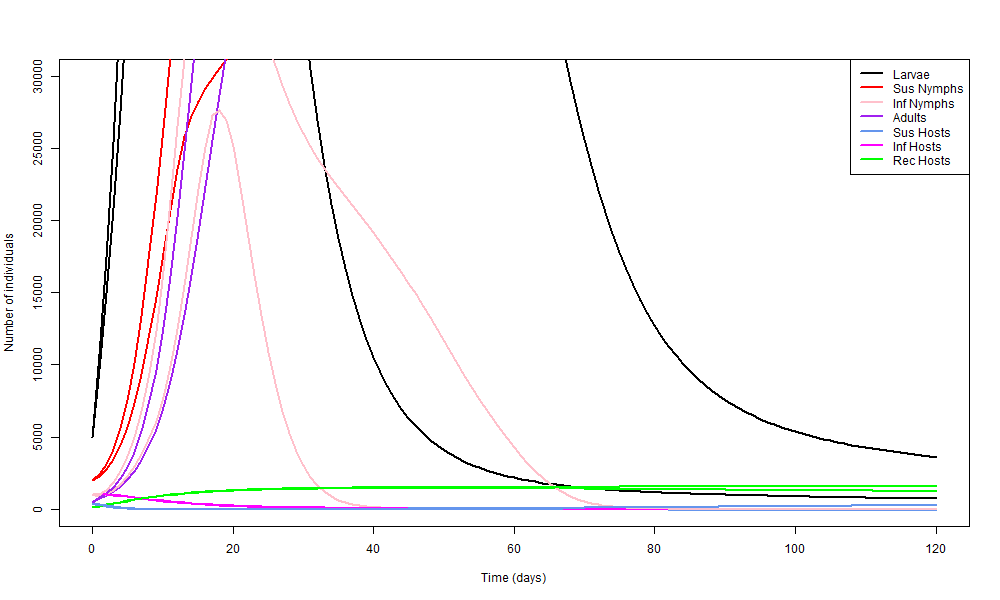 30000
25000
20000
15000
10000
5000
0
Number of individuals
Larvae
Sus Nymphs
Inf Nymphs
Adults
Sus Hosts
Inf Hosts
Rec Hosts
0 20 40 60 80 100 120
Time (days)